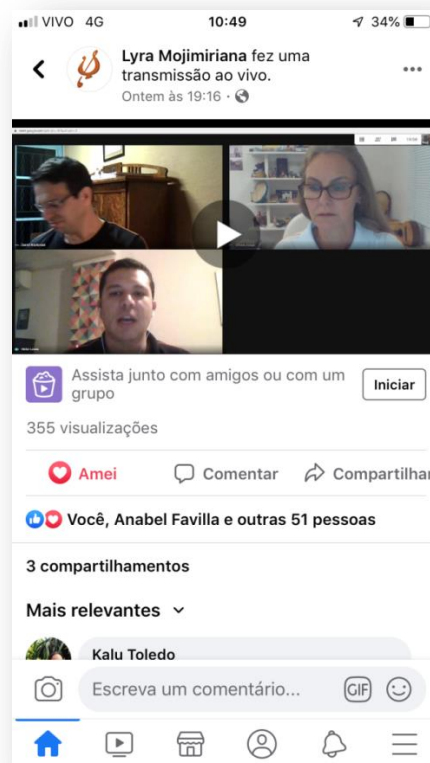 VIVO 4G 10:49 34%
Lyra Mojimiriana fez uma
transmissão ao vivo.
Ontem às 19:16 ·
Assista junto com amigos ou com um
grupo
Iniciar
355 visualizações
Amei Comentar Compartilhar
Você, Anabel Favilla e outras 51 pessoas
3 compartilhamentos
Mais relevantes
Kalu Toledo
Escreva um comentário... GIF